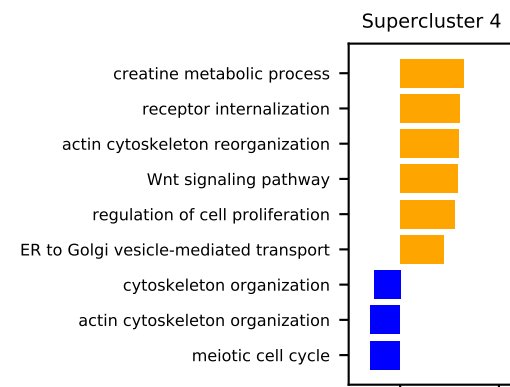 Supercluster 4
creatine metabolic process
receptor internalization
actin cytoskeleton reorganization
Wnt signaling pathway
regulation of cell proliferation
ER to Golgi vesicle-mediated transport
cytoskeleton organization
actin cytoskeleton organization
meiotic cell cycle